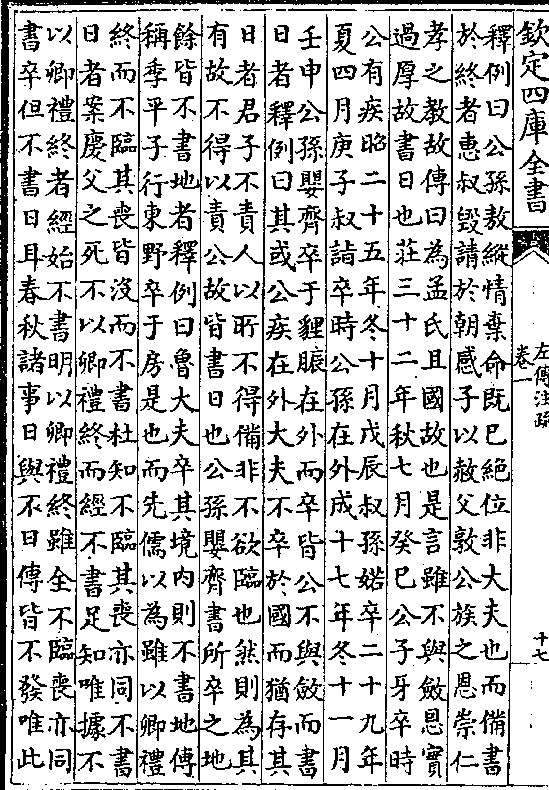 欽定四庫全書
左傳注疏
卷一
十七
釋例曰公孫敖縱情棄命既已絕位非大夫也而備書
於終者惠叔毀請於朝感子以赦父敦公族之恩崇仁
孝之教故傳曰為孟氏且國故也是言雖不與斂恩實
過厚故書日也莊三十二年秋七月癸巳公子牙卒時
公有疾昭二十五年冬十月戊辰叔孫婼卒二十九年
夏四月庚子叔詣卒時公孫在外成十七年冬十一月
壬申公孫嬰齊卒于貍脤在外而卒皆公不與斂而書
日者釋例曰其或公疾在外大夫不卒於國而猶存其
日者君子不責人以所不得備非不欲臨也然則為其
有故不得以責公故皆書日也公孫嬰齊書所卒之地
餘皆不書地者釋例曰魯大夫卒其境內則不書地傳
稱季平子行東野卒于房是也而先儒以為雖以卿禮
終而不臨其喪皆沒而不書杜知不臨其喪亦同不書
日者案慶父之死不以卿禮終而經不書足知唯據不
以卿禮終者經始不書明以卿禮終雖全不臨喪亦同
書卒但不書日耳春秋諸事日與不日傳皆不發唯此